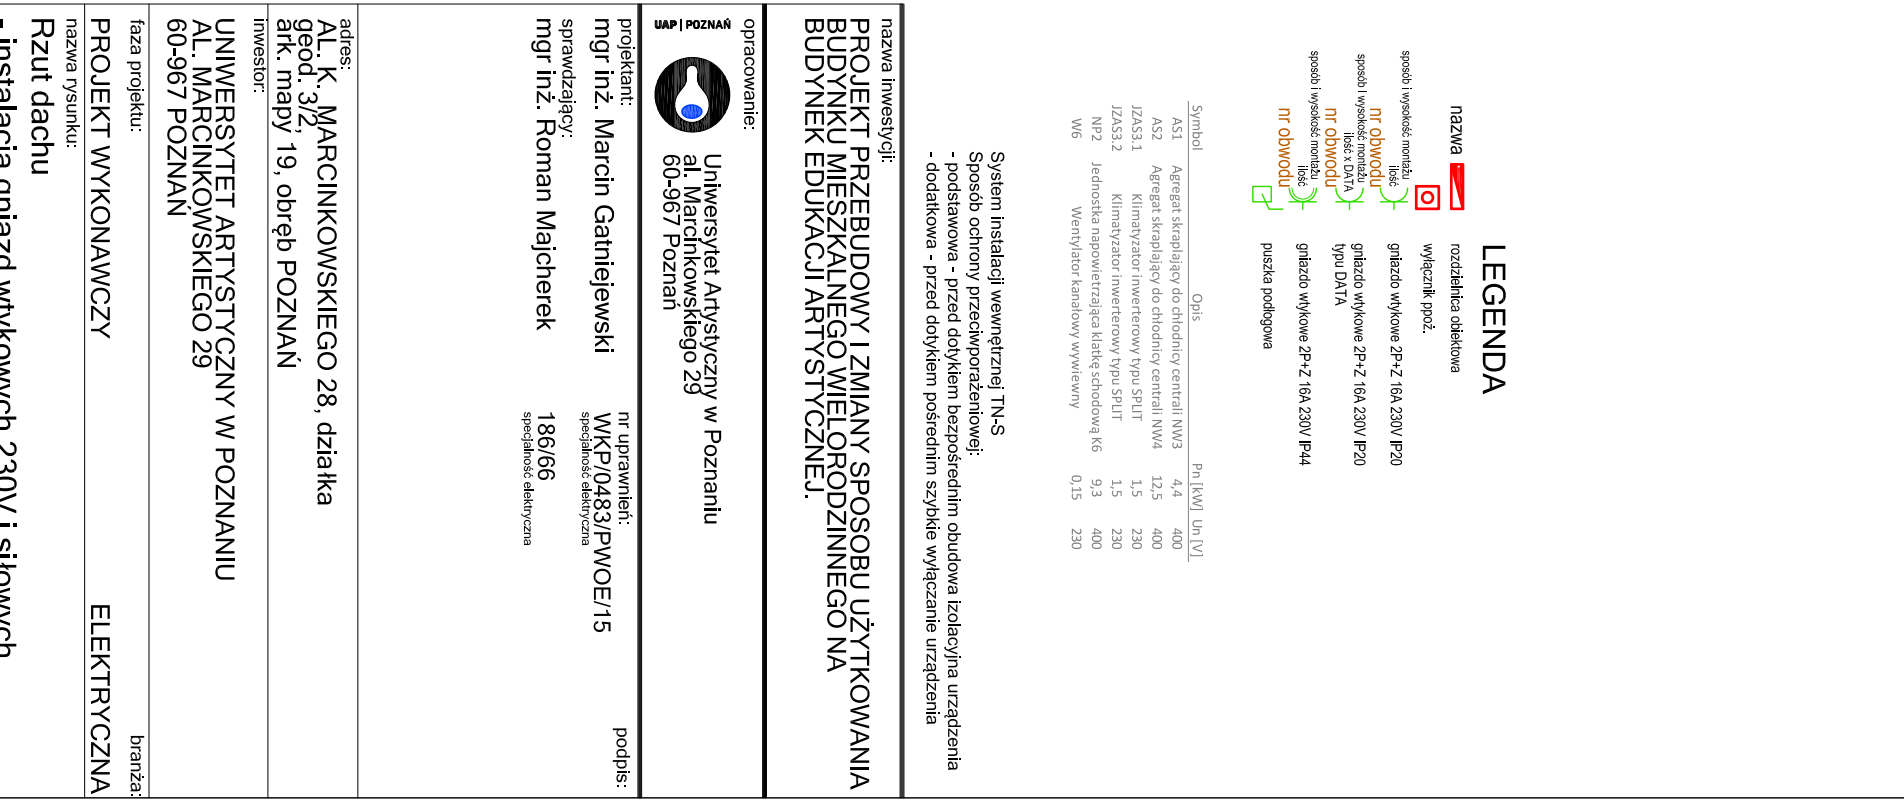 LEGENDA
nazwa
rozdzielnica obiektowa
wyłącznik ppoż.
sposób i wysokość montażu
ilość
nr obwodu
gniazdo wtykowe 2P+Z 16A 230V IP20
sposób i wysokość montażu
ilość x DATA
nr obwodu
gniazdo wtykowe 2P+Z 16A 230V IP20
typu DATA
sposób i wysokość montażu
ilość
nr obwodu
gniazdo wtykowe 2P+Z 16A 230V IP44
puszka podłogowa
Symbol Opis Pn [kW] Un [V]
AS1 Agregat skraplający do chłodnicy centrali NW3 4,4 400
AS2 Agregat skraplający do chłodnicy centrali NW4 12,5 400
JZAS3.1 Klimatyzator inwerterowy typu SPLIT 1,5 230
JZAS3.2 Klimatyzator inwerterowy typu SPLIT 1,5 230
NP2 Jednostka napowietrzająca klatkę schodową K6 9,3 400
W6 Wentylator kanałowy wywiewny 0,15 230
System instalacji wewnętrznej TN-S
Sposób ochrony przeciwporażeniowej:
- podstawowa - przed dotykiem bezpośrednim obudowa izolacyjna urządzenia
- dodatkowa - przed dotykiem pośrednim szybkie wyłączanie urządzenia
nazwa inwestycji:
PROJEKT PRZEBUDOWY I ZMIANY SPOSOBU UŻYTKOWANIA
BUDYNKU MIESZKALNEGO WIELORODZINNEGO NA
BUDYNEK EDUKACJI ARTYSTYCZNEJ.
opracowanie:
UAP | POZNAŃ
Uniwersytet Artystyczny w Poznaniu
al. Marcinkowskiego 29
60-967 Poznań
projektant: nr uprawnień: podpis:
mgr inż. Marcin Gatniejewski WKP/0483/PWOE/15
specjalność elektryczna
sprawdzający:
mgr inż. Roman Majcherek 186/66
specjalność elektryczna
adres:
AL. K. MARCINKOWSKIEGO 28, działka
geod. 3/2,
ark. mapy 19, obręb POZNAŃ
inwestor:
UNIWERSYTET ARTYSTYCZNY W POZNANIU
AL. MARCINKOWSKIEGO 29
60-967 POZNAŃ
faza projektu: branża:
PROJEKT WYKONAWCZY ELEKTRYCZNA
nazwa rysunku:
Rzut dachu
- instalacja gniazd wtykowych 230V i siłowych